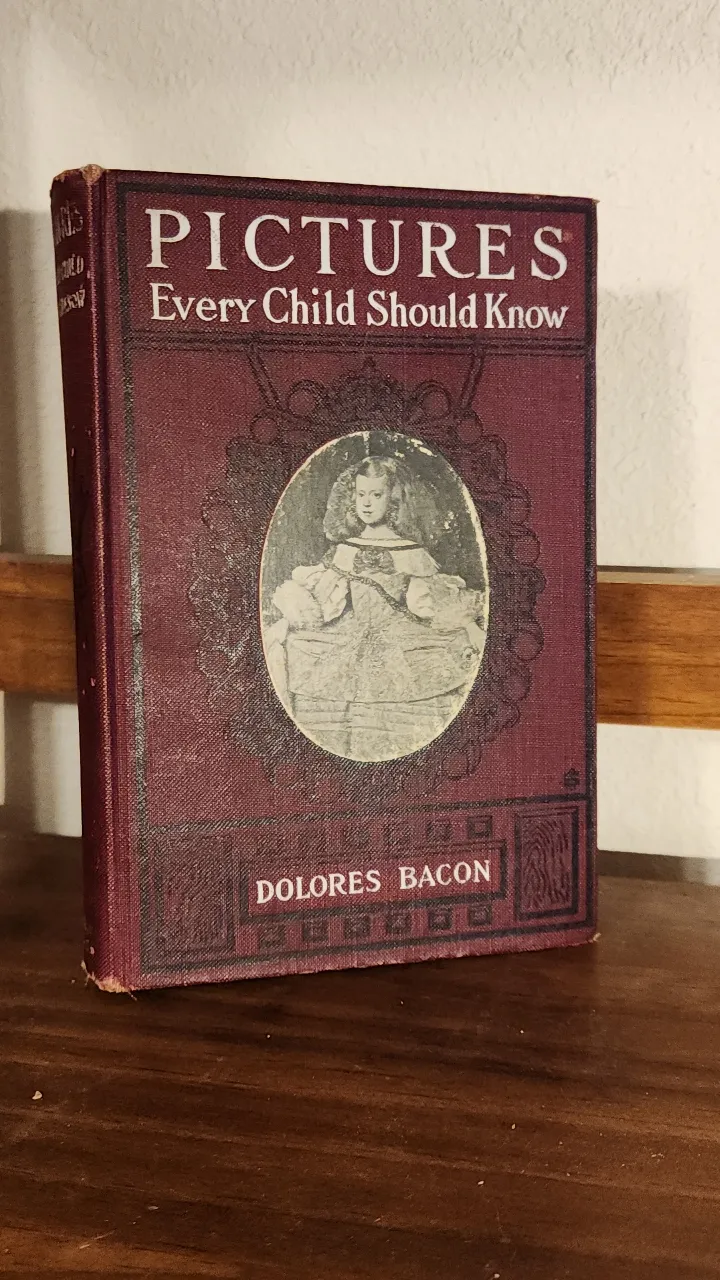 PICTURES
Every Child Should Know
DOLORES BACON